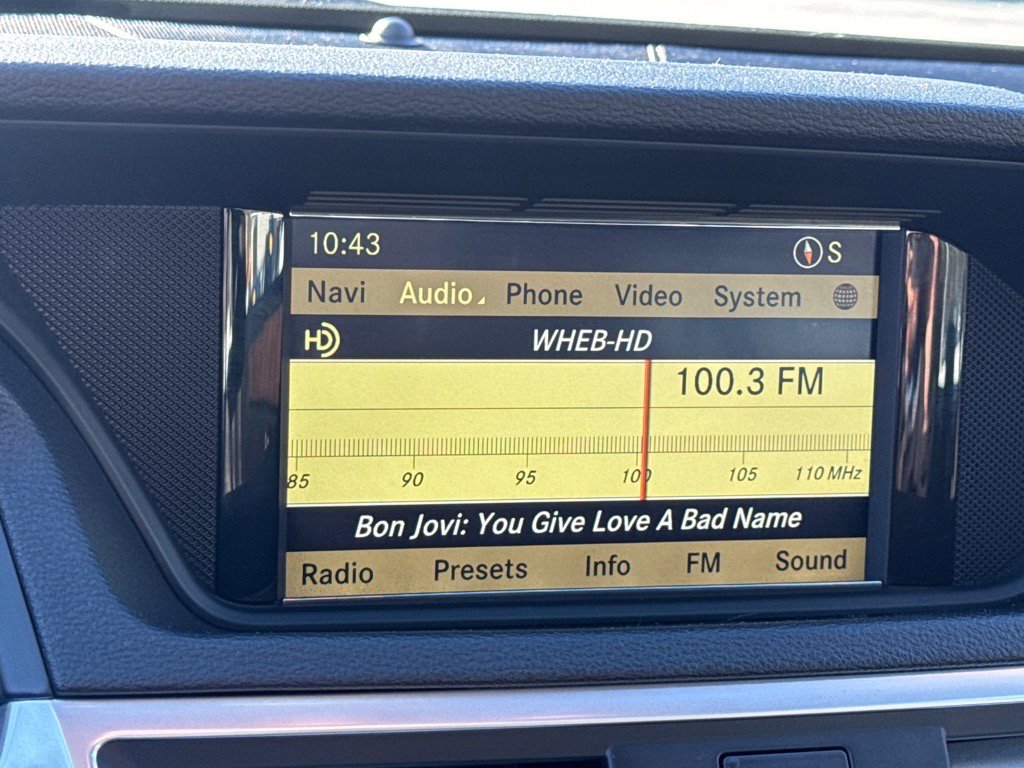 10:43 S
Navi Audio Phone Video System
HD WHEB-HD
100.3 FM
85 90 95 100 105 110 MHz
Bon Jovi: You Give Love A Bad Name
Radio Presets Info FM Sound